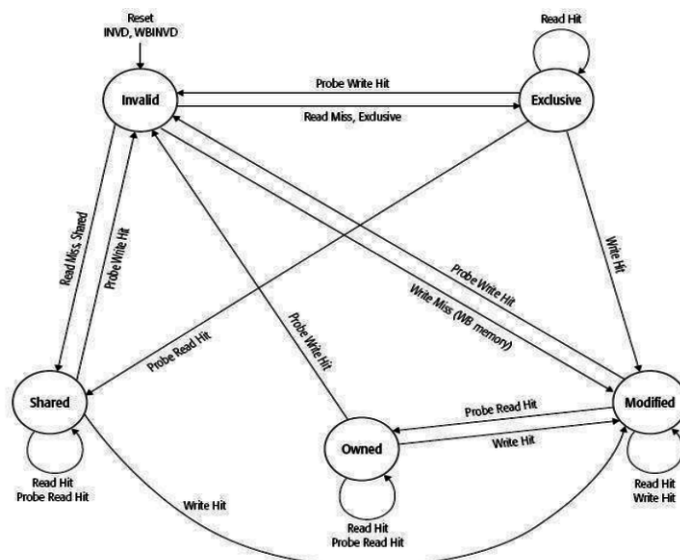 Reset
INVD, WBINVD
Read Hit
Invalid
Probe Write Hit
Exclusive
Read Miss, Exclusive
Read Miss, Shared
Probe Write Hit
Write Hit
Probe Write Hit
Write Miss (WB memory)
Probe Write Hit
Probe Read Hit
Shared
Probe Read Hit
Modified
Owned
Write Hit
Read Hit
Probe Read Hit
Write Hit
Read Hit
Probe Read Hit
Read Hit
Write Hit